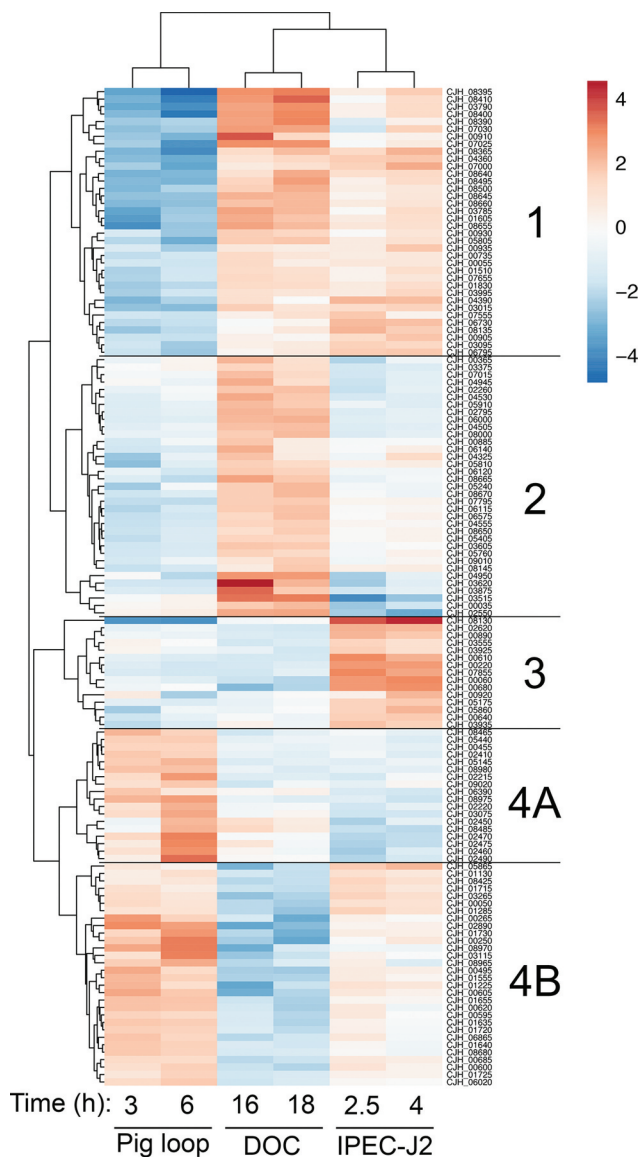 4
2
0
−2
−4
CJH_08395
CJH_08410
CJH_03790
CJH_08400
CJH_08390
CJH_07030
CJH_00910
CJH_07025
CJH_08365
CJH_04360
CJH_07000
CJH_08640
CJH_08495
CJH_08500
CJH_08645
CJH_08660
CJH_03785
CJH_01605
CJH_08655
CJH_00930
CJH_05805
CJH_00935
CJH_00735
CJH_00055
CJH_01510
CJH_07655
CJH_01830
CJH_03995
CJH_04390
CJH_03015
CJH_07555
CJH_06730
CJH_08135
CJH_00905
CJH_03095
CJH_06795
1
CJH_00365
CJH_03375
CJH_07015
CJH_04945
CJH_02260
CJH_04530
CJH_05910
CJH_02795
CJH_06000
CJH_04505
CJH_08000
CJH_00885
CJH_06140
CJH_04325
CJH_05810
CJH_06120
CJH_08665
CJH_05240
CJH_08670
CJH_07795
CJH_06115
CJH_06575
CJH_04555
CJH_08650
CJH_05405
CJH_03605
CJH_05760
CJH_09010
CJH_08145
CJH_04950
CJH_03620
CJH_03875
CJH_03515
CJH_00035
CJH_02550
2
CJH_08130
CJH_02620
CJH_00890
CJH_03555
CJH_03925
CJH_00610
CJH_00220
CJH_07855
CJH_00060
CJH_00680
CJH_00920
CJH_05175
CJH_05860
CJH_00640
CJH_03935
3
CJH_08465
CJH_05440
CJH_00455
CJH_02410
CJH_05145
CJH_08980
CJH_02215
CJH_09020
CJH_06390
CJH_08975
CJH_02220
CJH_03075
CJH_02450
CJH_08485
CJH_02470
CJH_02475
CJH_02460
CJH_02490
4A
CJH_05865
CJH_01130
CJH_08425
CJH_01715
CJH_03265
CJH_00050
CJH_01285
CJH_00265
CJH_02890
CJH_01730
CJH_00250
CJH_08970
CJH_03115
CJH_08965
CJH_00495
CJH_01555
CJH_01225
CJH_00605
CJH_01655
CJH_00620
CJH_00595
CJH_01635
CJH_01720
CJH_06865
CJH_01640
CJH_08680
CJH_00685
CJH_00600
CJH_01725
CJH_06020
4B
Time (h): 3 6 16 18 2.5 4
Pig loop DOC IPEC-J2